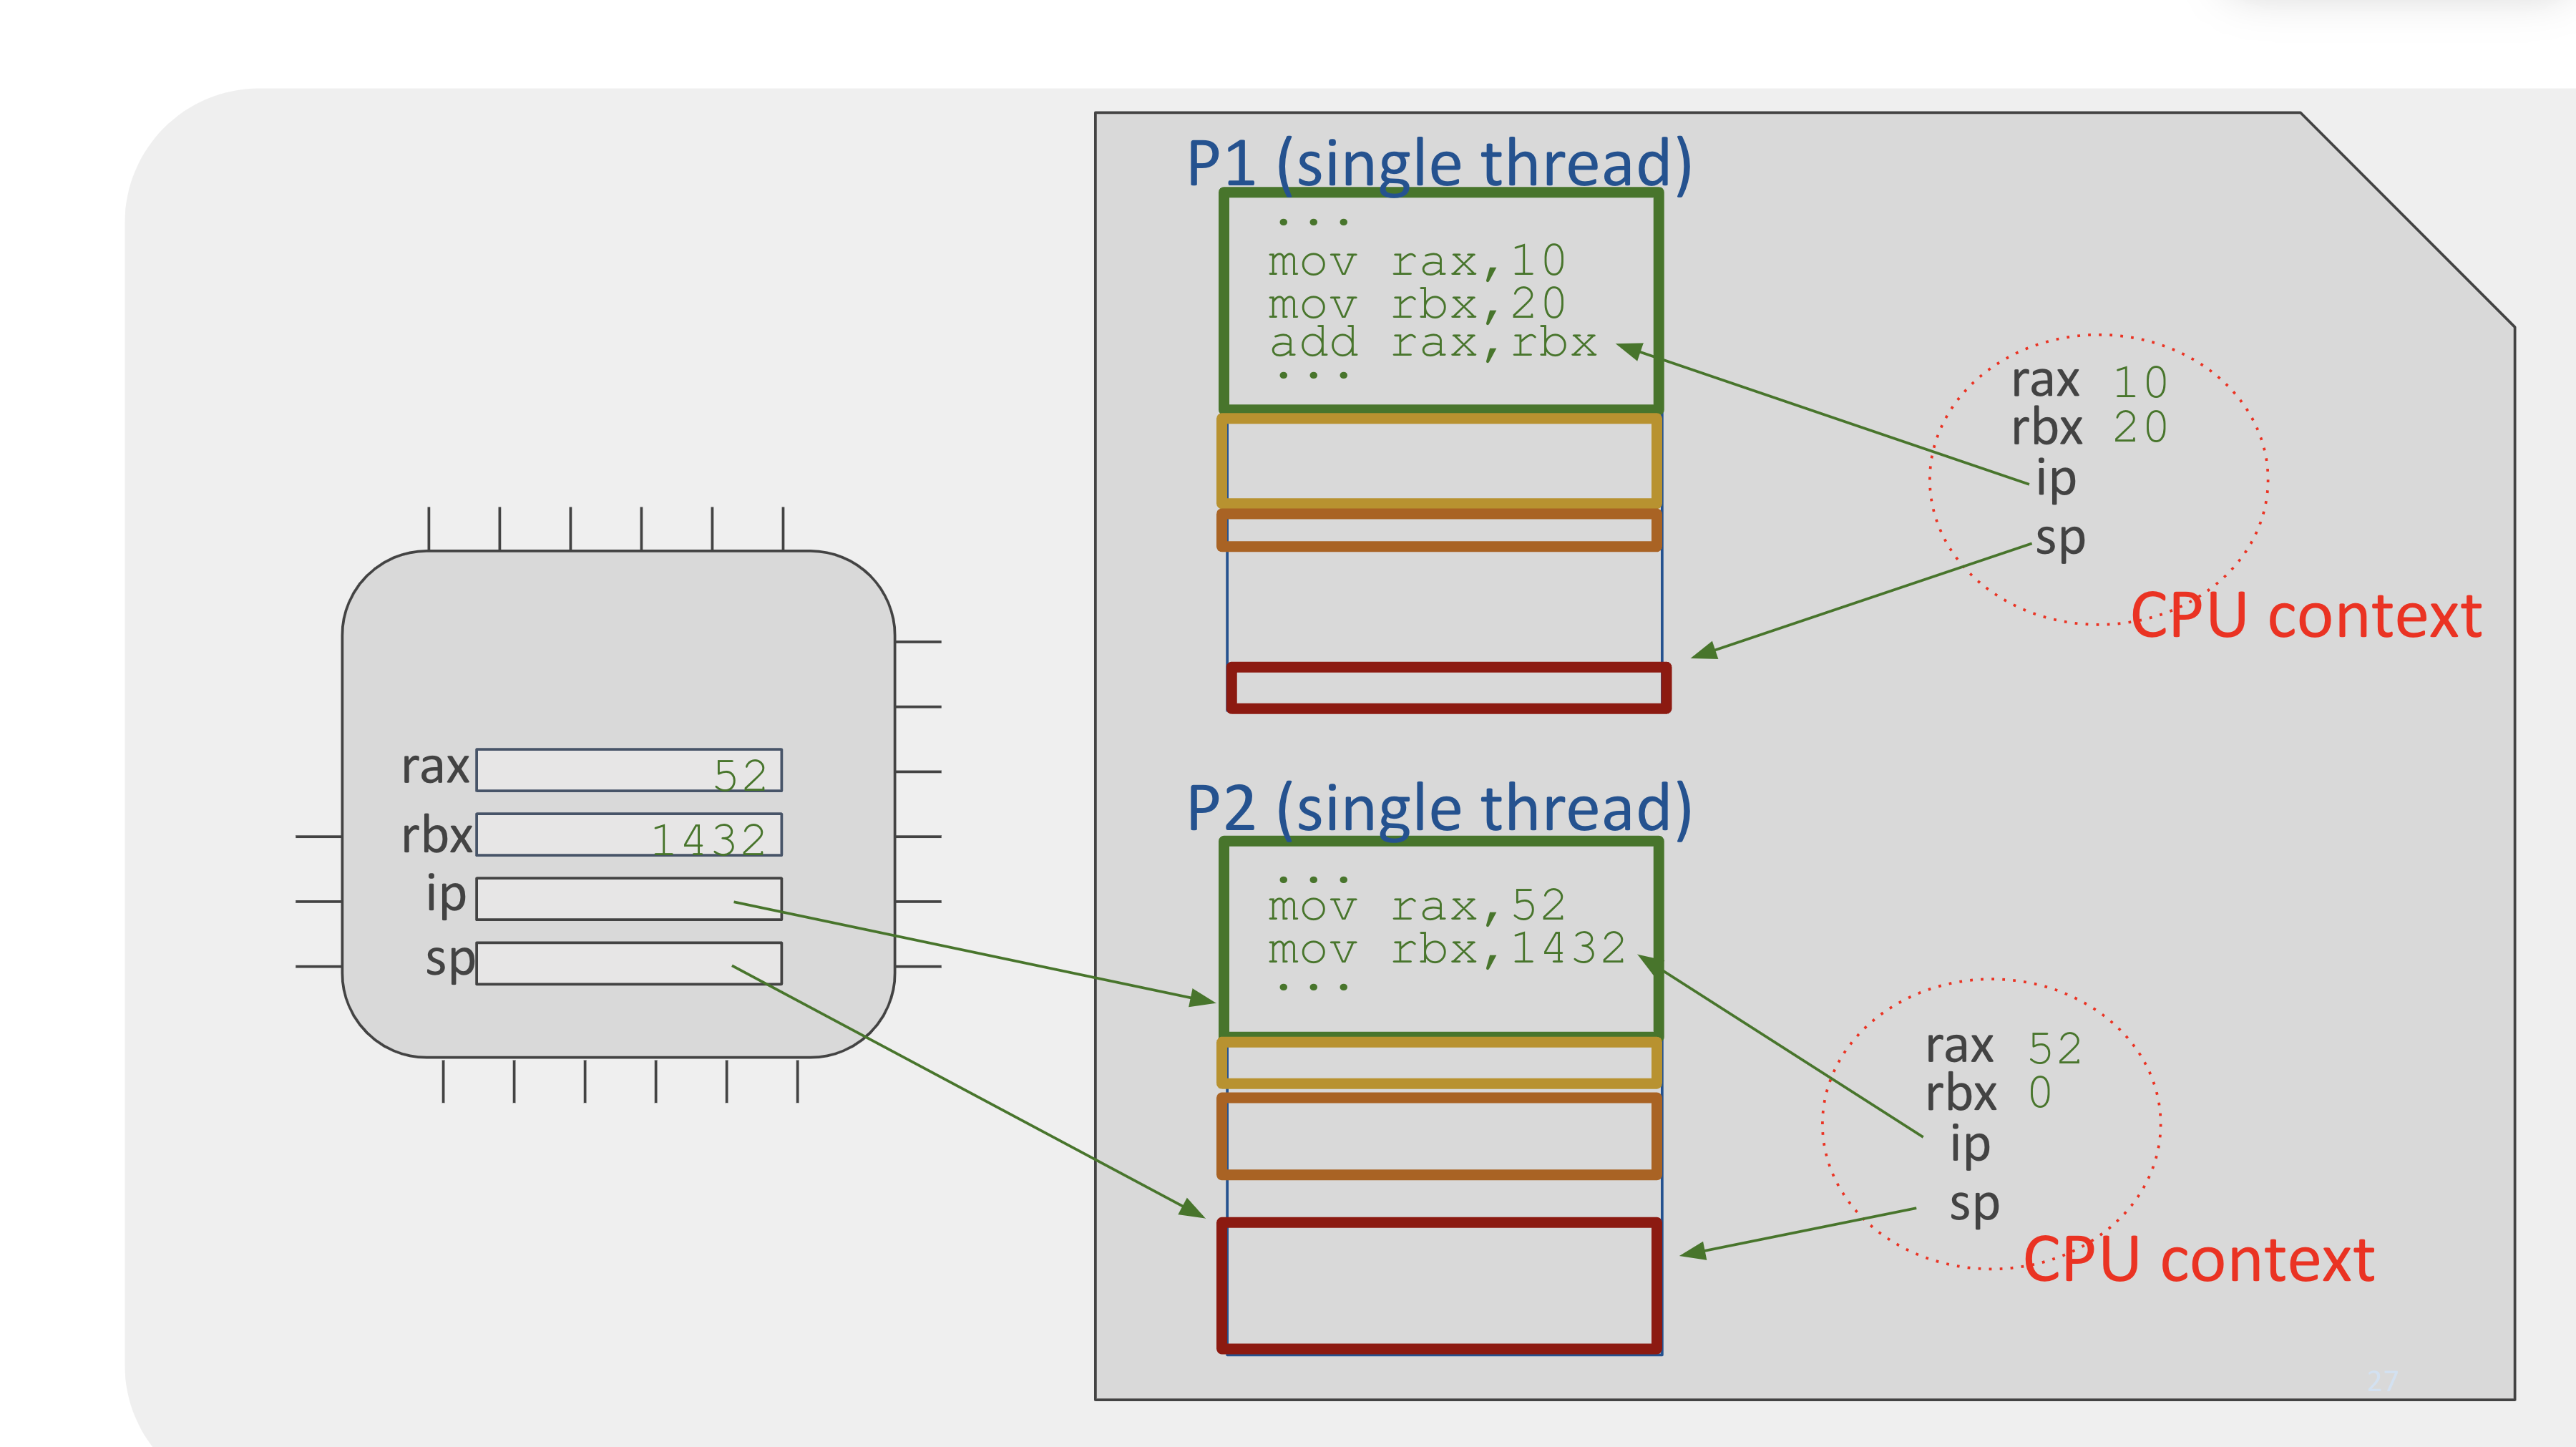 P1 (single thread)
...
mov rax,10
mov rbx,20
add rax,rbx
...
rax 10
rbx 20
ip
sp
CPU context
rax 52
rbx 1432
ip
sp
P2 (single thread)
...
mov rax,52
mov rbx,1432
...
rax 52
rbx 0
ip
sp
CPU context
27